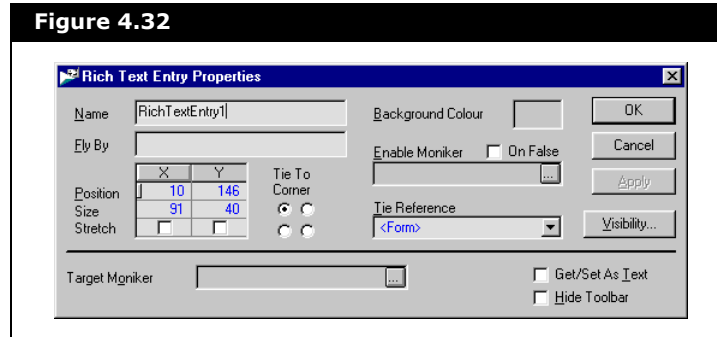 Figure 4.32
Rich Text Entry Properties
Name RichTextEntry1 Background Colour OK
Fly By Enable Moniker On False Cancel
X Y Tie To Corner ... Apply
Position 10 146
Size 91 40 Tie Reference
Stretch <Form> Visibility...
Target Moniker ... Get/Set As Text
Hide Toolbar